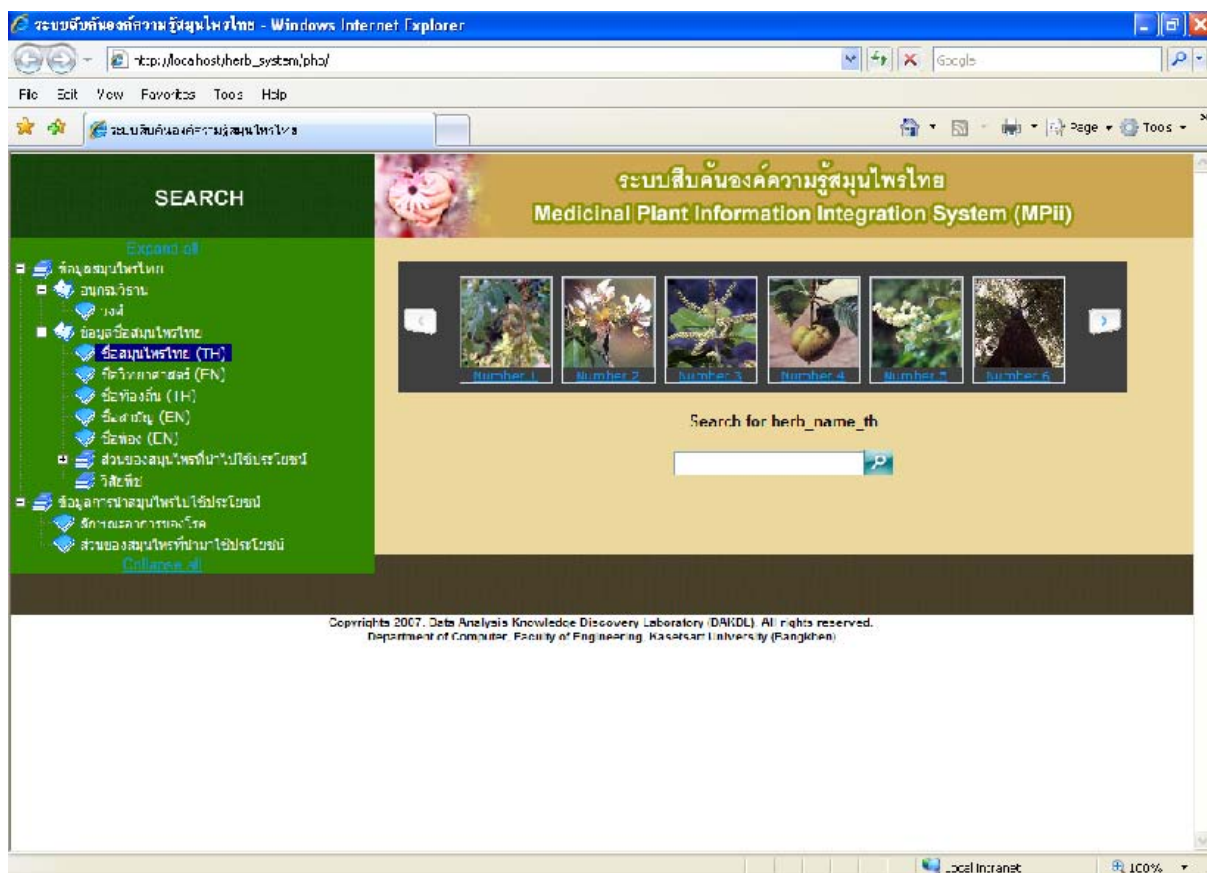 ระบบสืบค้นองค์ความรู้สมุนไพรไทย - Windows Internet Explorer
http://localhost/herb_system/php/
Google
File Edit View Favorites Tools Help
ระบบสืบค้นองค์ความรู้สมุนไพรไทย
Page Tools
SEARCH
ระบบสืบค้นองค์ความรู้สมุนไพรไทย
Medicinal Plant Information Integration System (MPii)
Expand all
ข้อมูลสมุนไพรไทย
อนุกรมวิธาน
วงศ์
ข้อมูลชื่อสมุนไพรไทย
ชื่อสมุนไพรไทย (TH)
ชื่อวิทยาศาสตร์ (EN)
ชื่อท้องถิ่น (TH)
ชื่อสามัญ (EN)
ชื่อพ้อง (EN)
ส่วนของสมุนไพรที่นำไปใช้ประโยชน์
วิสัยพืช
ข้อมูลการนำสมุนไพรไปใช้ประโยชน์
ลักษณะอาการของโรค
ส่วนของสมุนไพรที่นำมาใช้ประโยชน์
Collapse all
Number 1 Number 2 Number 3 Number 4 Number 5 Number 6
Search for herb_name_th
Copyrights 2007. Data Analysis Knowledge Discovery Laboratory (DAKDL). All rights reserved.
Department of Computer, Faculty of Engineering, Kasetsart University (Bangkhen)
Local intranet 100%